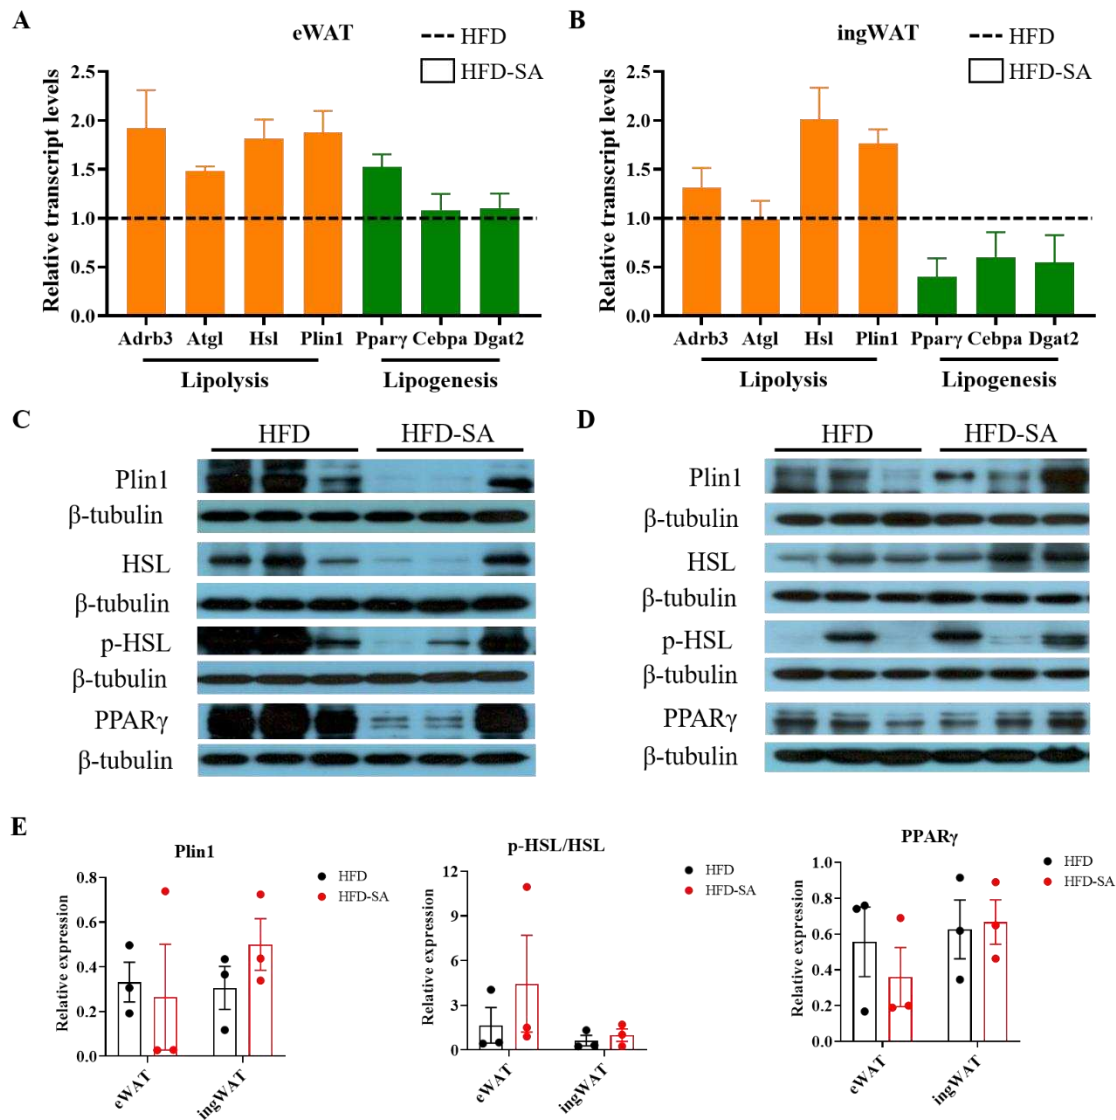 A
eWAT
HFD
HFD-SA
Relative transcript levels
2.5
2.0
1.5
1.0
0.5
0.0
Adrb3 Atgl Hsl Plin1 Pparγ Cebpa Dgat2
Lipolysis Lipogenesis
B
ingWAT
HFD
HFD-SA
Relative transcript levels
2.5
2.0
1.5
1.0
0.5
0.0
Adrb3 Atgl Hsl Plin1 Pparγ Cebpa Dgat2
Lipolysis Lipogenesis
C
HFD HFD-SA
Plin1
β-tubulin
HSL
β-tubulin
p-HSL
β-tubulin
PPARγ
β-tubulin
D
HFD HFD-SA
Plin1
β-tubulin
HSL
β-tubulin
p-HSL
β-tubulin
PPARγ
β-tubulin
E
Plin1
HFD
HFD-SA
Relative expression
0.8
0.6
0.4
0.2
0.0
eWAT ingWAT
p-HSL/HSL
HFD
HFD-SA
Relative expression
12
9
6
3
0
eWAT ingWAT
PPARγ
HFD
HFD-SA
Relative expression
1.0
0.8
0.6
0.4
0.2
0.0
eWAT ingWAT